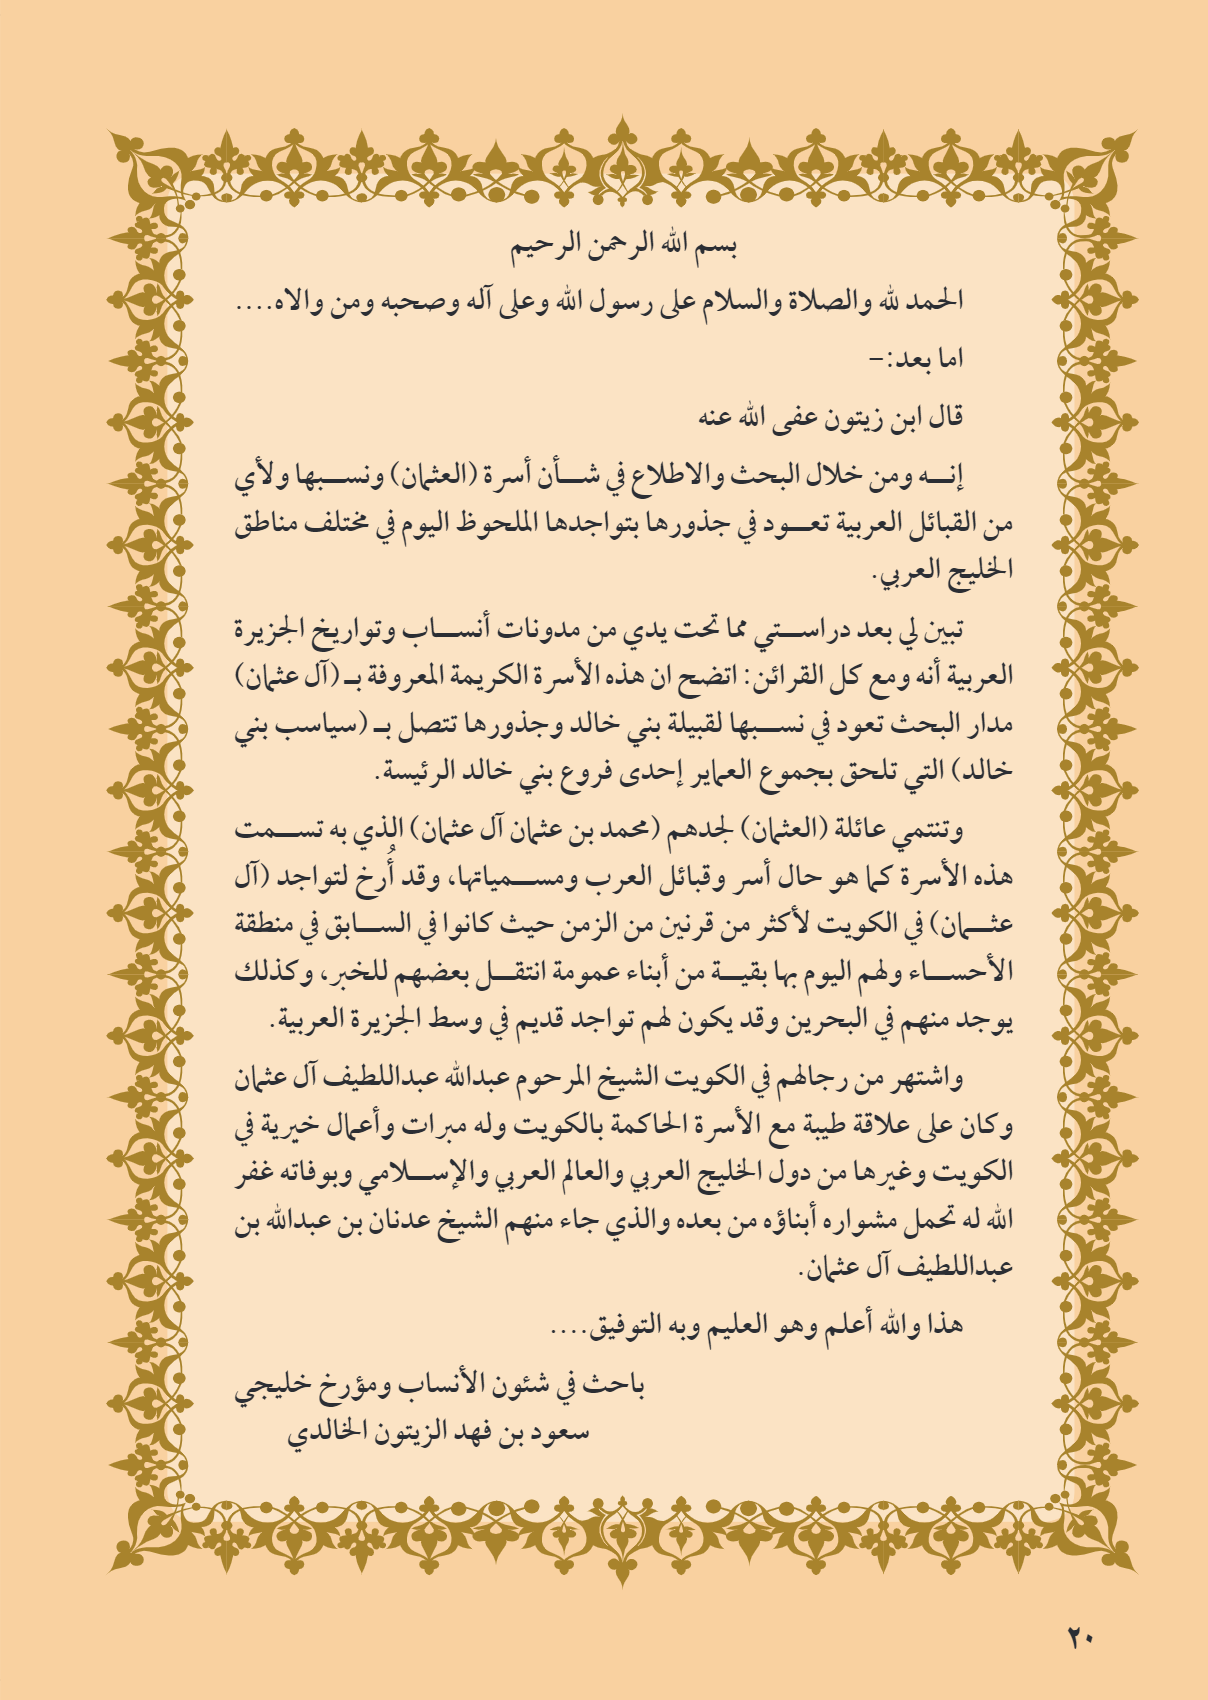 بسم الله الرحمن الرحيم
الحمد لله والصلاة والسلام على رسول الله وعلى آله وصحبه ومن والاه....
اما بعد:–
قال ابن زيتون عفى الله عنه
إنه ومن خلال البحث والاطلاع في شأن أسرة (العثمان) ونسبها ولأي
من القبائل العربية تعود في جذورها بتواجدها الملحوظ اليوم في مختلف مناطق
الخليج العربي.
تبين لي بعد دراستي مما تحت يدي من مدونات أنساب وتواريخ الجزيرة
العربية أنه ومع كل القرائن: اتضح ان هذه الأسرة الكريمة المعروفة بـ (آل عثمان)
مدار البحث تعود في نسبها لقبيلة بني خالد وجذورها تتصل بـ (سياسب بني
خالد) التي تلحق بجموع العماير إحدى فروع بني خالد الرئيسة.
وتنتمي عائلة (العثمان) لجدهم (محمد بن عثمان آل عثمان) الذي به تسمت
هذه الأسرة كما هو حال أسر وقبائل العرب ومسمياتها، وقد أُرخ لتواجد (آل
عثمان) في الكويت لأكثر من قرنين من الزمن حيث كانوا في السابق في منطقة
الأحساء ولهم اليوم بها بقية من أبناء عمومة انتقل بعضهم للخبر، وكذلك
يوجد منهم في البحرين وقد يكون لهم تواجد قديم في وسط الجزيرة العربية.
واشتهر من رجالهم في الكويت الشيخ المرحوم عبدالله عبداللطيف آل عثمان
وكان على علاقة طيبة مع الأسرة الحاكمة بالكويت وله مبرات وأعمال خيرية في
الكويت وغيرها من دول الخليج العربي والعالم العربي والإسلامي وبوفاته غفر
الله له تحمل مشواره أبناؤه من بعده والذي جاء منهم الشيخ عدنان بن عبدالله بن
عبداللطيف آل عثمان.
هذا والله أعلم وهو العليم وبه التوفيق....
باحث في شئون الأنساب ومؤرخ خليجي
سعود بن فهد الزيتون الخالدي
٢٠